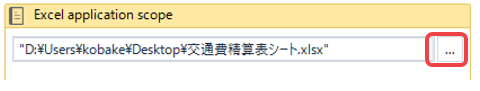 Excel application scope
"D:¥Users¥kobake¥Desktop¥交通費精算表シート.xlsx"
...